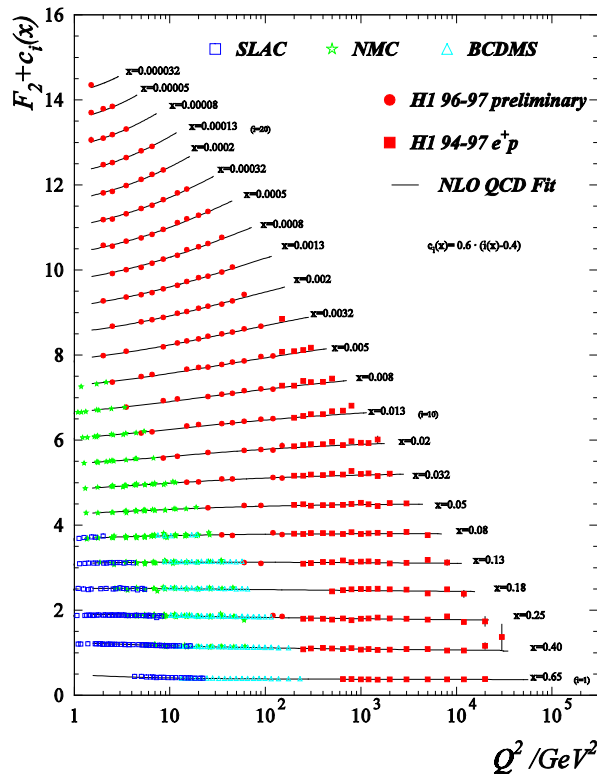 F2+ci(x)
SLAC NMC BCDMS
H1 96-97 preliminary
H1 94-97 e+p
NLO QCD Fit
ci(x)= 0.6 · (i(x)-0.4)
16
14
12
10
8
6
4
2
0
x=0.000032
x=0.00005
x=0.00008
x=0.00013 (i=20)
x=0.0002
x=0.00032
x=0.0005
x=0.0008
x=0.0013
x=0.002
x=0.0032
x=0.005
x=0.008
x=0.013 (i=10)
x=0.02
x=0.032
x=0.05
x=0.08
x=0.13
x=0.18
x=0.25
x=0.40
x=0.65 (i=1)
1 10 10² 10³ 10⁴ 10⁵
Q² /GeV²